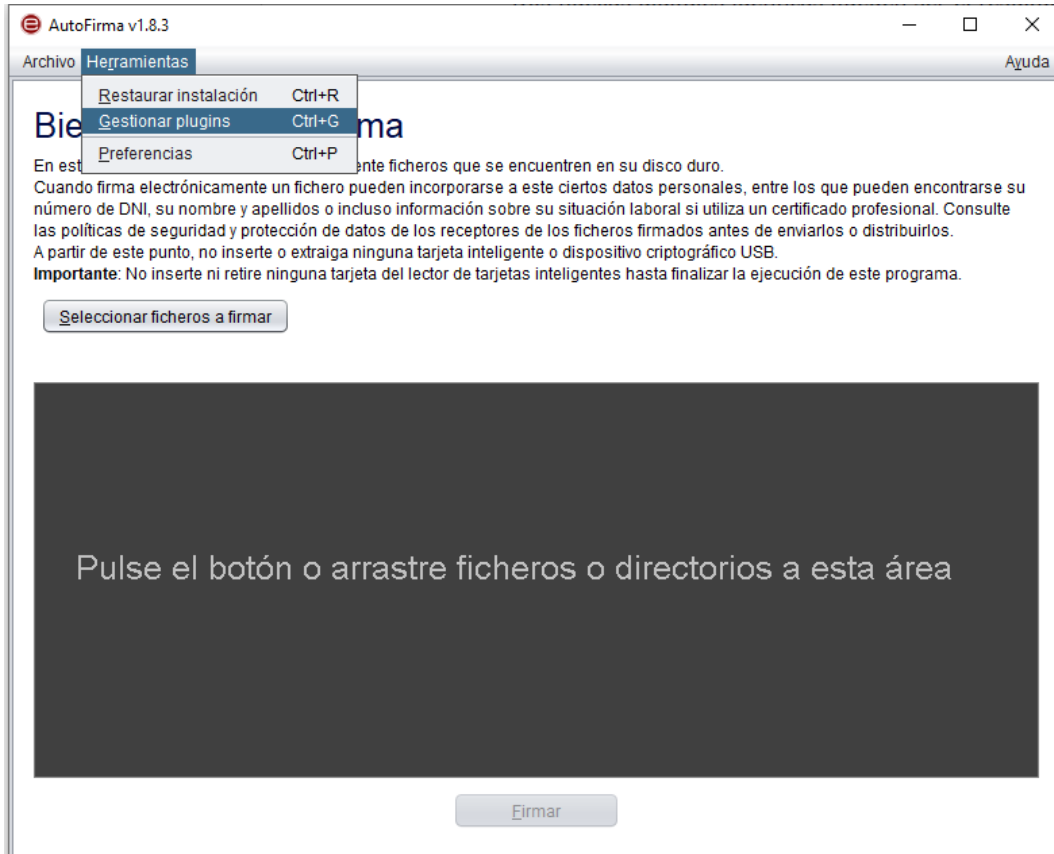 AutoFirma v1.8.3
Archivo Herramientas Ayuda
Restaurar instalación Ctrl+R
Gestionar plugins Ctrl+G
Preferencias Ctrl+P
Bie ma
En est ente ficheros que se encuentren en su disco duro.
Cuando firma electrónicamente un fichero pueden incorporarse a este ciertos datos personales, entre los que pueden encontrarse su
número de DNI, su nombre y apellidos o incluso información sobre su situación laboral si utiliza un certificado profesional. Consulte
las políticas de seguridad y protección de datos de los receptores de los ficheros firmados antes de enviarlos o distribuirlos.
A partir de este punto, no inserte o extraiga ninguna tarjeta inteligente o dispositivo criptográfico USB.
Importante: No inserte ni retire ninguna tarjeta del lector de tarjetas inteligentes hasta finalizar la ejecución de este programa.
Seleccionar ficheros a firmar
Pulse el botón o arrastre ficheros o directorios a esta área
Firmar